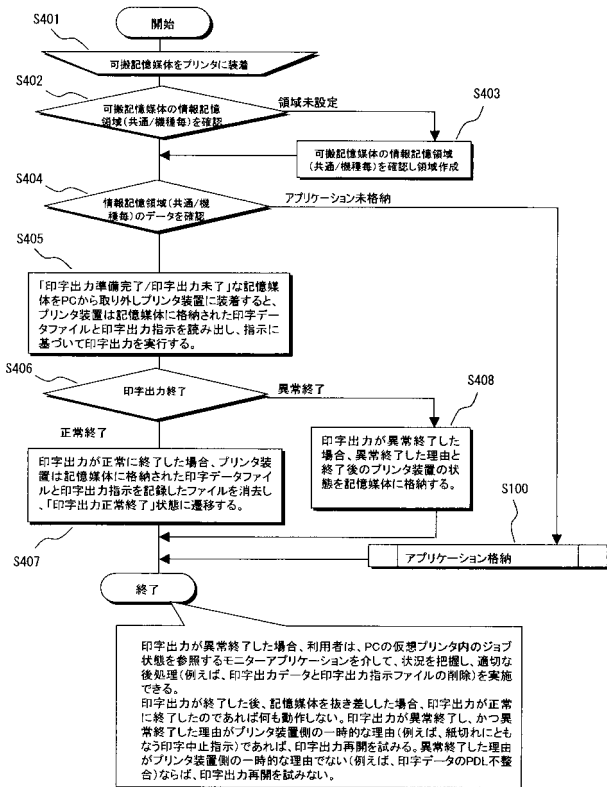 開始
S401
可搬記憶媒体をプリンタに装着
S402
可搬記憶媒体の情報記憶
領域(共通/機種毎)を確認
領域未設定
S403
可搬記憶媒体の情報記憶領域
(共通/機種毎)を確認し領域作成
S404
情報記憶領域(共通/機
種毎)のデータを確認
アプリケーション未格納
S405
「印字出力準備完了/印字出力未了」な記憶媒
体をPCから取り外しプリンタ装置に装着すると、
プリンタ装置は記憶媒体に格納された印字デー
タファイルと印字出力指示を読み出し、指示に
基づいて印字出力を実行する。
S406
印字出力終了
異常終了
S408
正常終了
印字出力が正常に終了した場合、プリンタ装
置は記憶媒体に格納された印字データファイ
ルと印字出力指示を記録したファイルを消去
し、「印字出力正常終了」状態に遷移する。
印字出力が異常終了した
場合、異常終了した理由と
終了後のプリンタ装置の状
態を記憶媒体に格納する。
S407
S100
アプリケーション格納
終了
印字出力が異常終了した場合、利用者は、PCの仮想プリンタ内のジョブ
状態を参照するモニターアプリケーションを介して、状況を把握し、適切な
後処理(例えば、印字出力データと印字出力指示ファイルの削除)を実施
できる。
印字出力が終了した後、記憶媒体を抜き差しした場合、印字出力が正常
に終了したのであれば何も動作しない。印字出力が異常終了し、かつ異
常終了した理由がプリンタ装置側の一時的な理由(例えば、紙切れにとも
なう印字中止指示)であれば、印字出力再開を試みる。異常終了した理由
がプリンタ装置側の一時的な理由でない(例えば、印字データのPDL不整
合)ならば、印字出力再開を試みない。